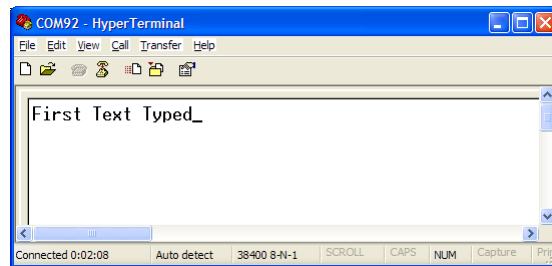 COM92 - HyperTerminal
File Edit View Call Transfer Help
First Text Typed_
Connected 0:02:08 Auto detect 38400 8-N-1 SCROLL CAPS NUM Capture